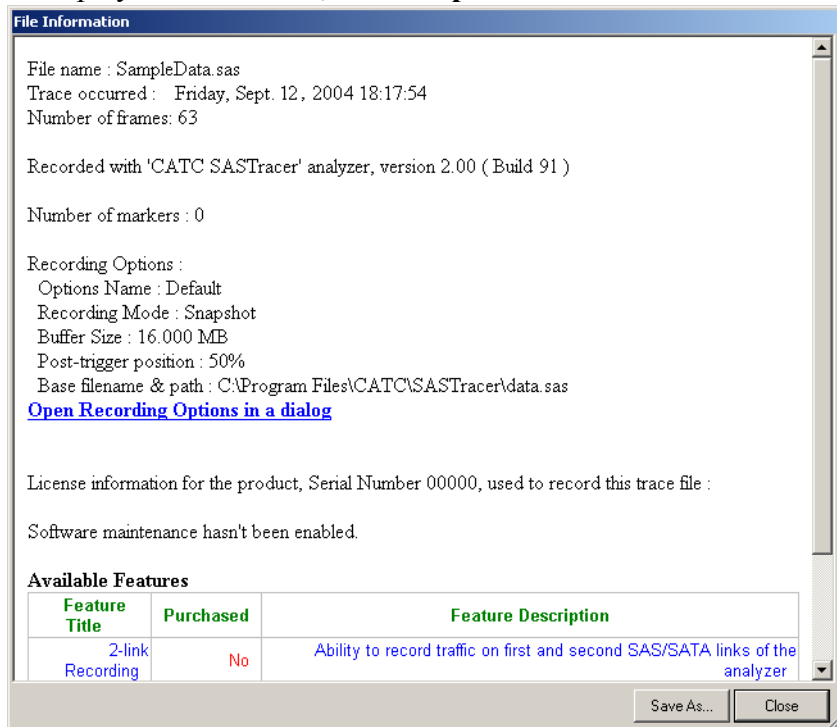 File Information
File name : SampleData.sas
Trace occurred :   Friday, Sept. 12, 2004 18:17:54
Number of frames: 63
Recorded with 'CATC SASTracer' analyzer, version 2.00 ( Build 91 )
Number of markers : 0
Recording Options :
Options Name : Default
Recording Mode : Snapshot
Buffer Size : 16.000 MB
Post-trigger position : 50%
Base filename & path : C:\Program Files\CATC\SASTracer\data.sas
Open Recording Options in a dialog
License information for the product, Serial Number 00000, used to record this trace file :
Software maintenance hasn't been enabled.
Available Features
Feature Title
Purchased
Feature Description
2-link Recording
No
Ability to record traffic on first and second SAS/SATA links of the analyzer
Save As...
Close